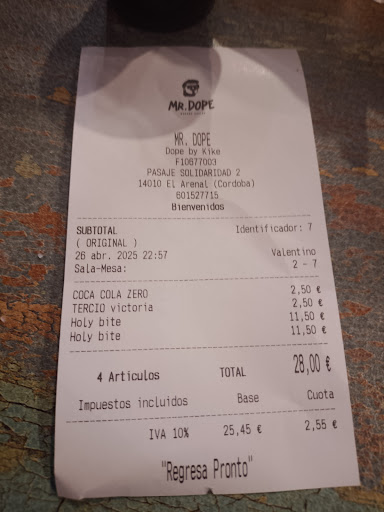 MR.DOPE
MR. DOPE
Dope by Kike
F10877003
PASAJE SOLIDARIDAD 2
14010 El Arenal (Cordoba)
601527715
Bienvenidos
SUBTOTAL Identificador: 7
( ORIGINAL )
26 abr. 2025 22:57 Valentino
Sala-Mesa: 2 - 7
COCA COLA ZERO 2,50 €
TERCIO victoria 2,50 €
Holy bite 11,50 €
Holy bite 11,50 €
4 Articulos TOTAL 28,00 €
Impuestos incluidos Base Cuota
IVA 10% 25,45 € 2,55 €
"Regresa Pronto"